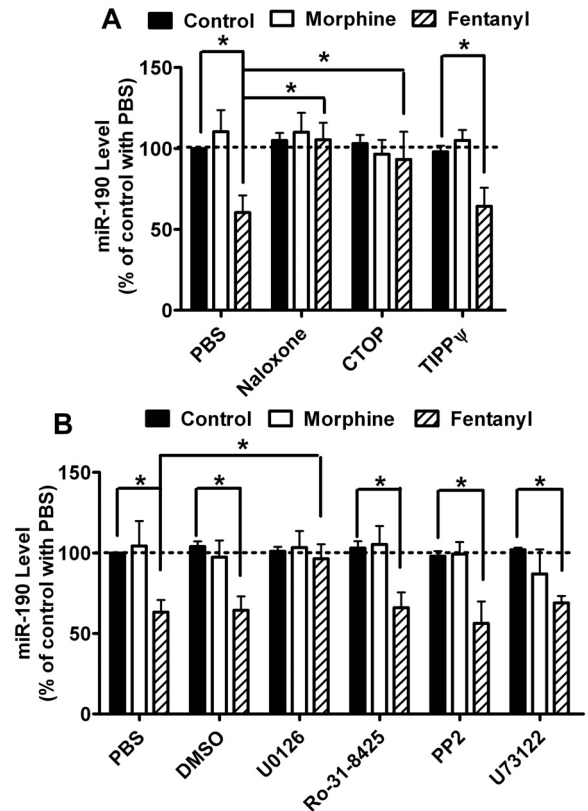 A
Control Morphine Fentanyl
* * * *
150
100
50
0
miR-190 Level
(% of control with PBS)
PBS Naloxone CTOP TIPPψ
B
Control Morphine Fentanyl
* * * * * *
150
100
50
0
miR-190 Level
(% of control with PBS)
PBS DMSO U0126 Ro-31-8425 PP2 U73122